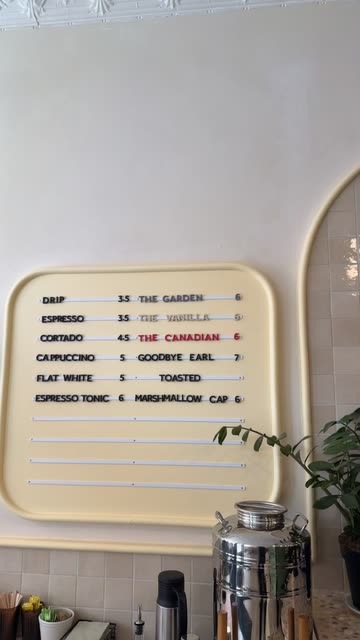 DRIP 3.5 THE GARDEN 6
ESPRESSO 3.5 THE VANILLA 6
CORTADO 4.5 THE CANADIAN 6
CAPPUCCINO 5 GOODBYE EARL 7
FLAT WHITE 5 TOASTED
ESPRESSO TONIC 6 MARSHMALLOW CAP 6